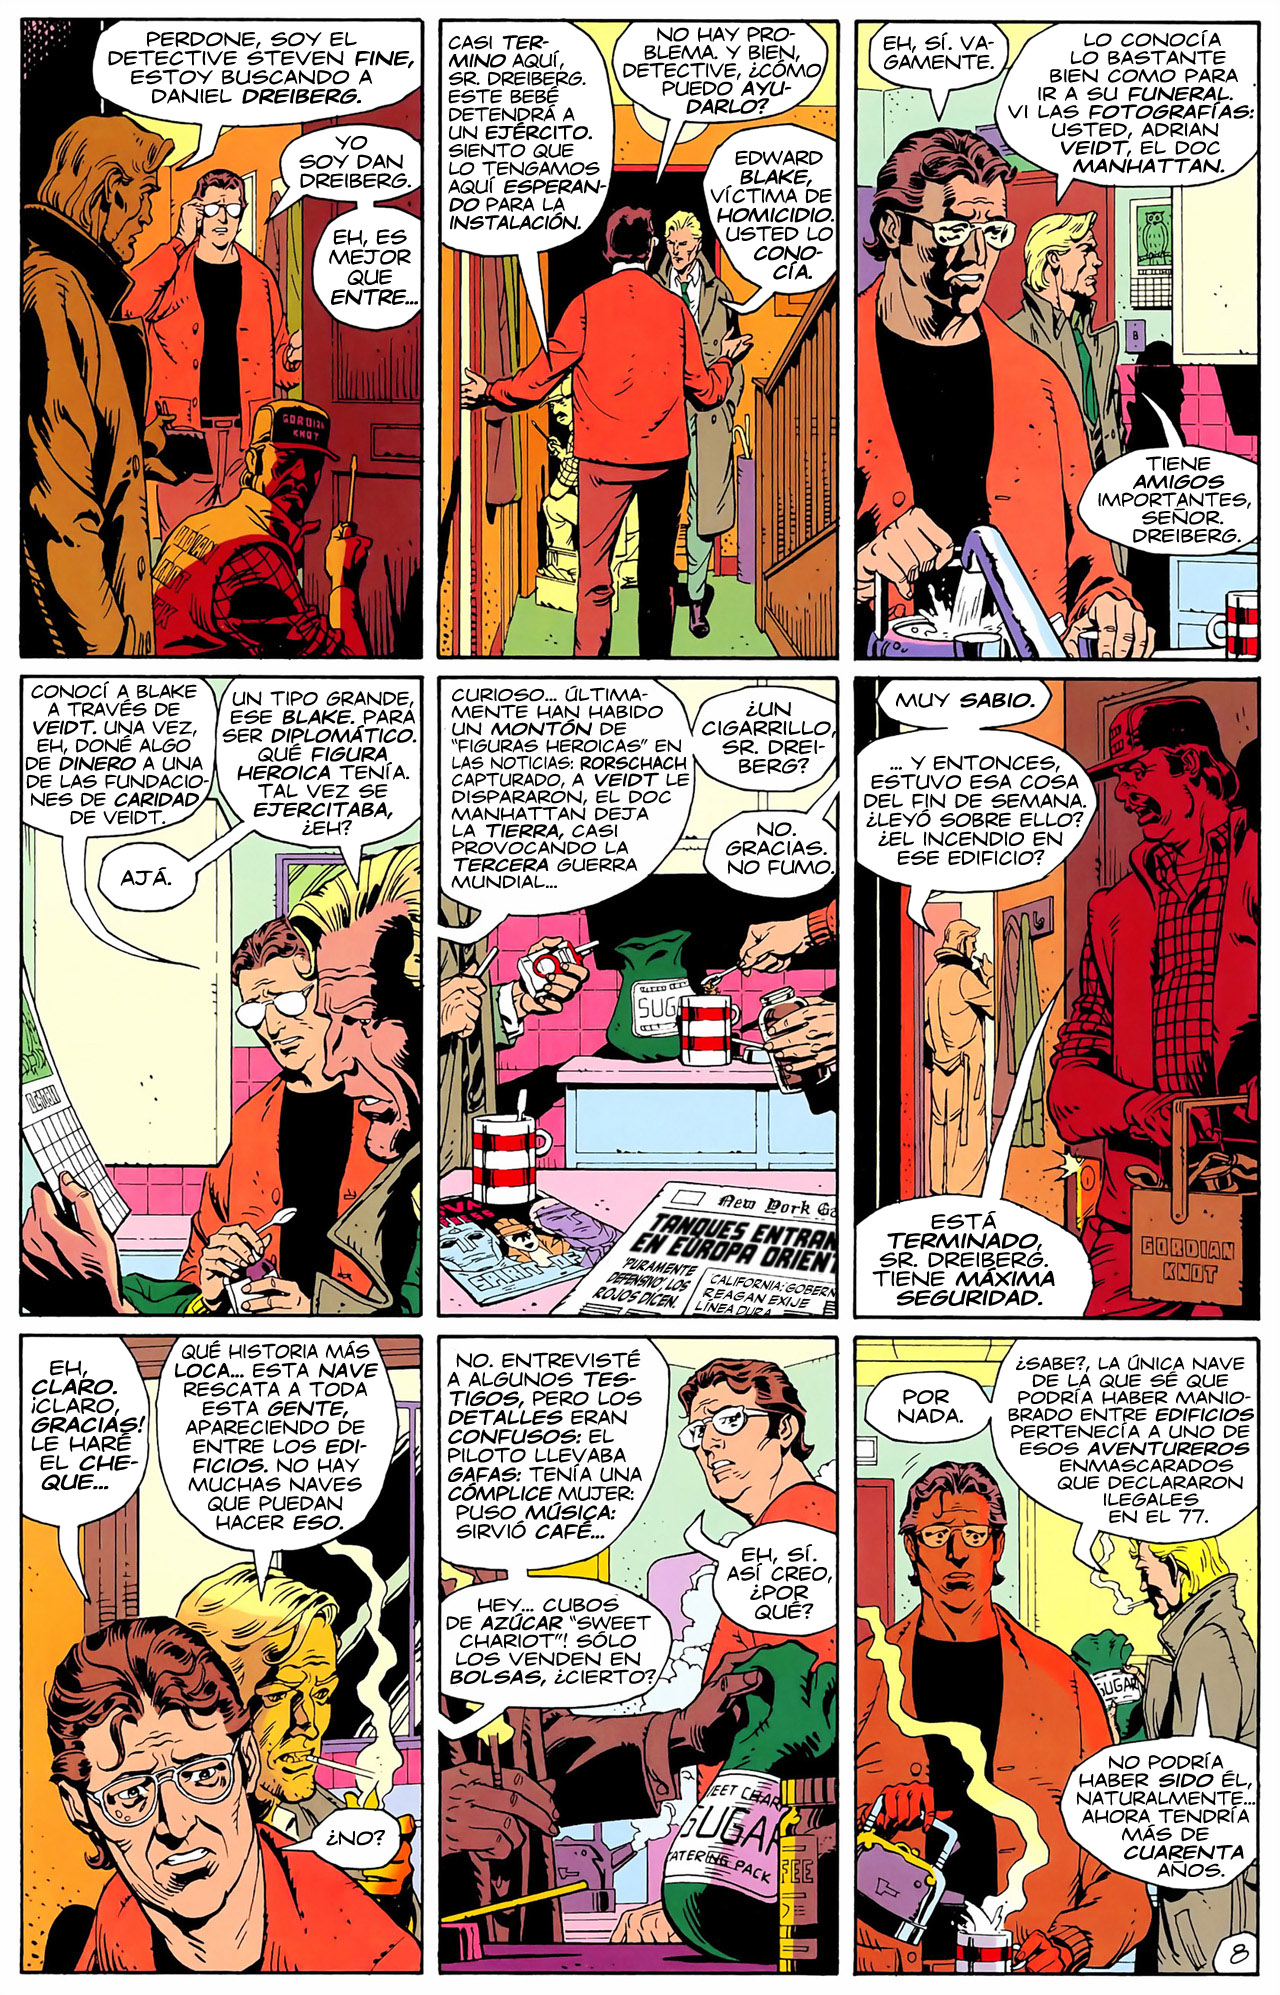 PERDONE, SOY EL
DETECTIVE STEVEN FINE,
ESTOY BUSCANDO A
DANIEL DREIBERG.
YO
SOY DAN
DREIBERG.
EH, ES
MEJOR
QUE
ENTRE...
GORDIAN
KNOT
CASI TER-
MINO AQUÍ,
SR. DREIBERG.
ESTE BEBÉ
DETENDRÁ A
UN EJÉRCITO.
SIENTO QUE
LO TENGAMOS
AQUÍ ESPERAN-
DO PARA LA
INSTALACIÓN.
NO HAY PRO-
BLEMA. Y BIEN,
DETECTIVE, ¿CÓMO
PUEDO AYU-
DARLO?
EDWARD
BLAKE,
VÍCTIMA DE
HOMICIDIO.
USTED LO
CONO-
CÍA.
EH, SÍ. VA-
GAMENTE.
LO CONOCÍA
LO BASTANTE
BIEN COMO PARA
IR A SU FUNERAL.
VI LAS FOTOGRAFÍAS:
USTED, ADRIAN
VEIDT, EL DOC
MANHATTAN.
TIENE
AMIGOS
IMPORTANTES,
SEÑOR.
DREIBERG.
CONOCÍ A BLAKE
A TRAVÉS DE
VEIDT. UNA VEZ,
EH, DONÉ ALGO
DE DINERO A UNA
DE LAS FUNDACIO-
NES DE CARIDAD
DE VEIDT.
UN TIPO GRANDE,
ESE BLAKE. PARA
SER DIPLOMÁTICO.
QUÉ FIGURA
HEROICA TENÍA.
TAL VEZ SE
EJERCITABA,
¿EH?
AJÁ.
CURIOSO... ÚLTIMA-
MENTE HAN HABIDO
UN MONTÓN DE
"FIGURAS HEROICAS" EN
LAS NOTICIAS: RORSCHACH
CAPTURADO, A VEIDT LE
DISPARARON, EL DOC
MANHATTAN DEJA
LA TIERRA, CASI
PROVOCANDO LA
TERCERA GUERRA
MUNDIAL...
¿UN
CIGARRILLO,
SR. DREI-
BERG?
NO.
GRACIAS.
NO FUMO.
SUG
New York Ga
TANQUES ENTRAN
EN EUROPA ORIENT
'PURAMENTE
DEFENSIVO' LOS
ROJOS DICEN.
CALIFORNIA: GOBERN
REAGAN EXIJE
LÍNEA DURA
MUY SABIO.
... Y ENTONCES,
ESTUVO ESA COSA
DEL FIN DE SEMANA.
¿LEYÓ SOBRE ELLO?
¿EL INCENDIO EN
ESE EDIFICIO?
ESTÁ
TERMINADO,
SR. DREIBERG.
TIENE MÁXIMA
SEGURIDAD.
GORDIAN
KNOT
EH,
CLARO.
¡CLARO,
GRACIAS!
LE HARÉ
EL CHE-
QUE...
QUÉ HISTORIA MÁS
LOCA... ESTA NAVE
RESCATA A TODA
ESTA GENTE,
APARECIENDO DE
ENTRE LOS EDI-
FICIOS. NO HAY
MUCHAS NAVES
QUE PUEDAN
HACER ESO.
¿NO?
NO. ENTREVISTÉ
A ALGUNOS TES-
TIGOS, PERO LOS
DETALLES ERAN
CONFUSOS: EL
PILOTO LLEVABA
GAFAS: TENÍA UNA
CÓMPLICE MUJER:
PUSO MÚSICA:
SIRVIÓ CAFÉ...
HEY... CUBOS
DE AZÚCAR "SWEET
CHARIOT"! SÓLO
LOS VENDEN EN
BOLSAS, ¿CIERTO?
EH, SÍ.
ASÍ CREO,
¿POR
QUÉ?
WEET CHAR
SUGAR
CATERING PACK
FFEE
POR
NADA.
¿SABE?, LA ÚNICA NAVE
DE LA QUE SÉ QUE
PODRÍA HABER MANIO-
BRADO ENTRE EDIFICIOS
PERTENECÍA A UNO DE
ESOS AVENTUREROS
ENMASCARADOS
QUE DECLARARON
ILEGALES
EN EL 77.
SUGAR
NO PODRÍA
HABER SIDO ÉL,
NATURALMENTE...
AHORA TENDRÍA
MÁS DE
CUARENTA
AÑOS.
8